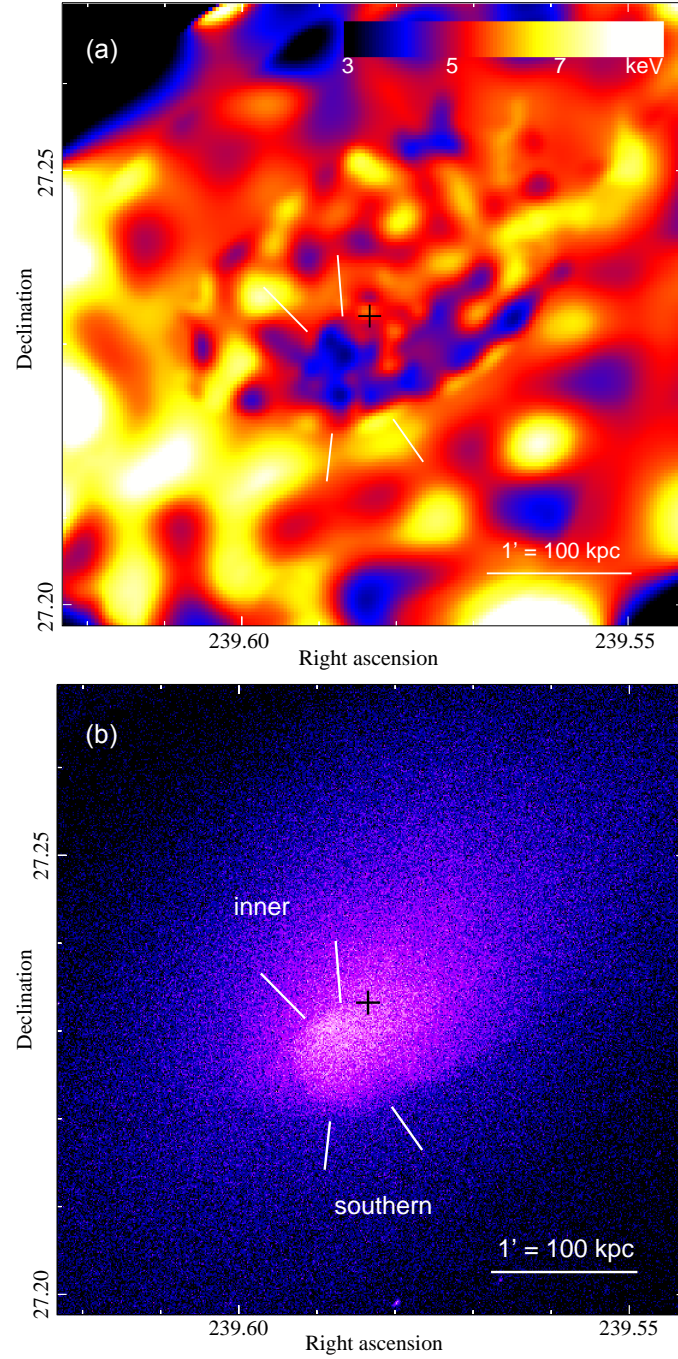 (a)
3 5 7 keV
27.25
Declination
27.20
1' = 100 kpc
239.60 239.55
Right ascension
(b)
27.25
inner
Declination
southern
1' = 100 kpc
27.20
239.60 239.55
Right ascension